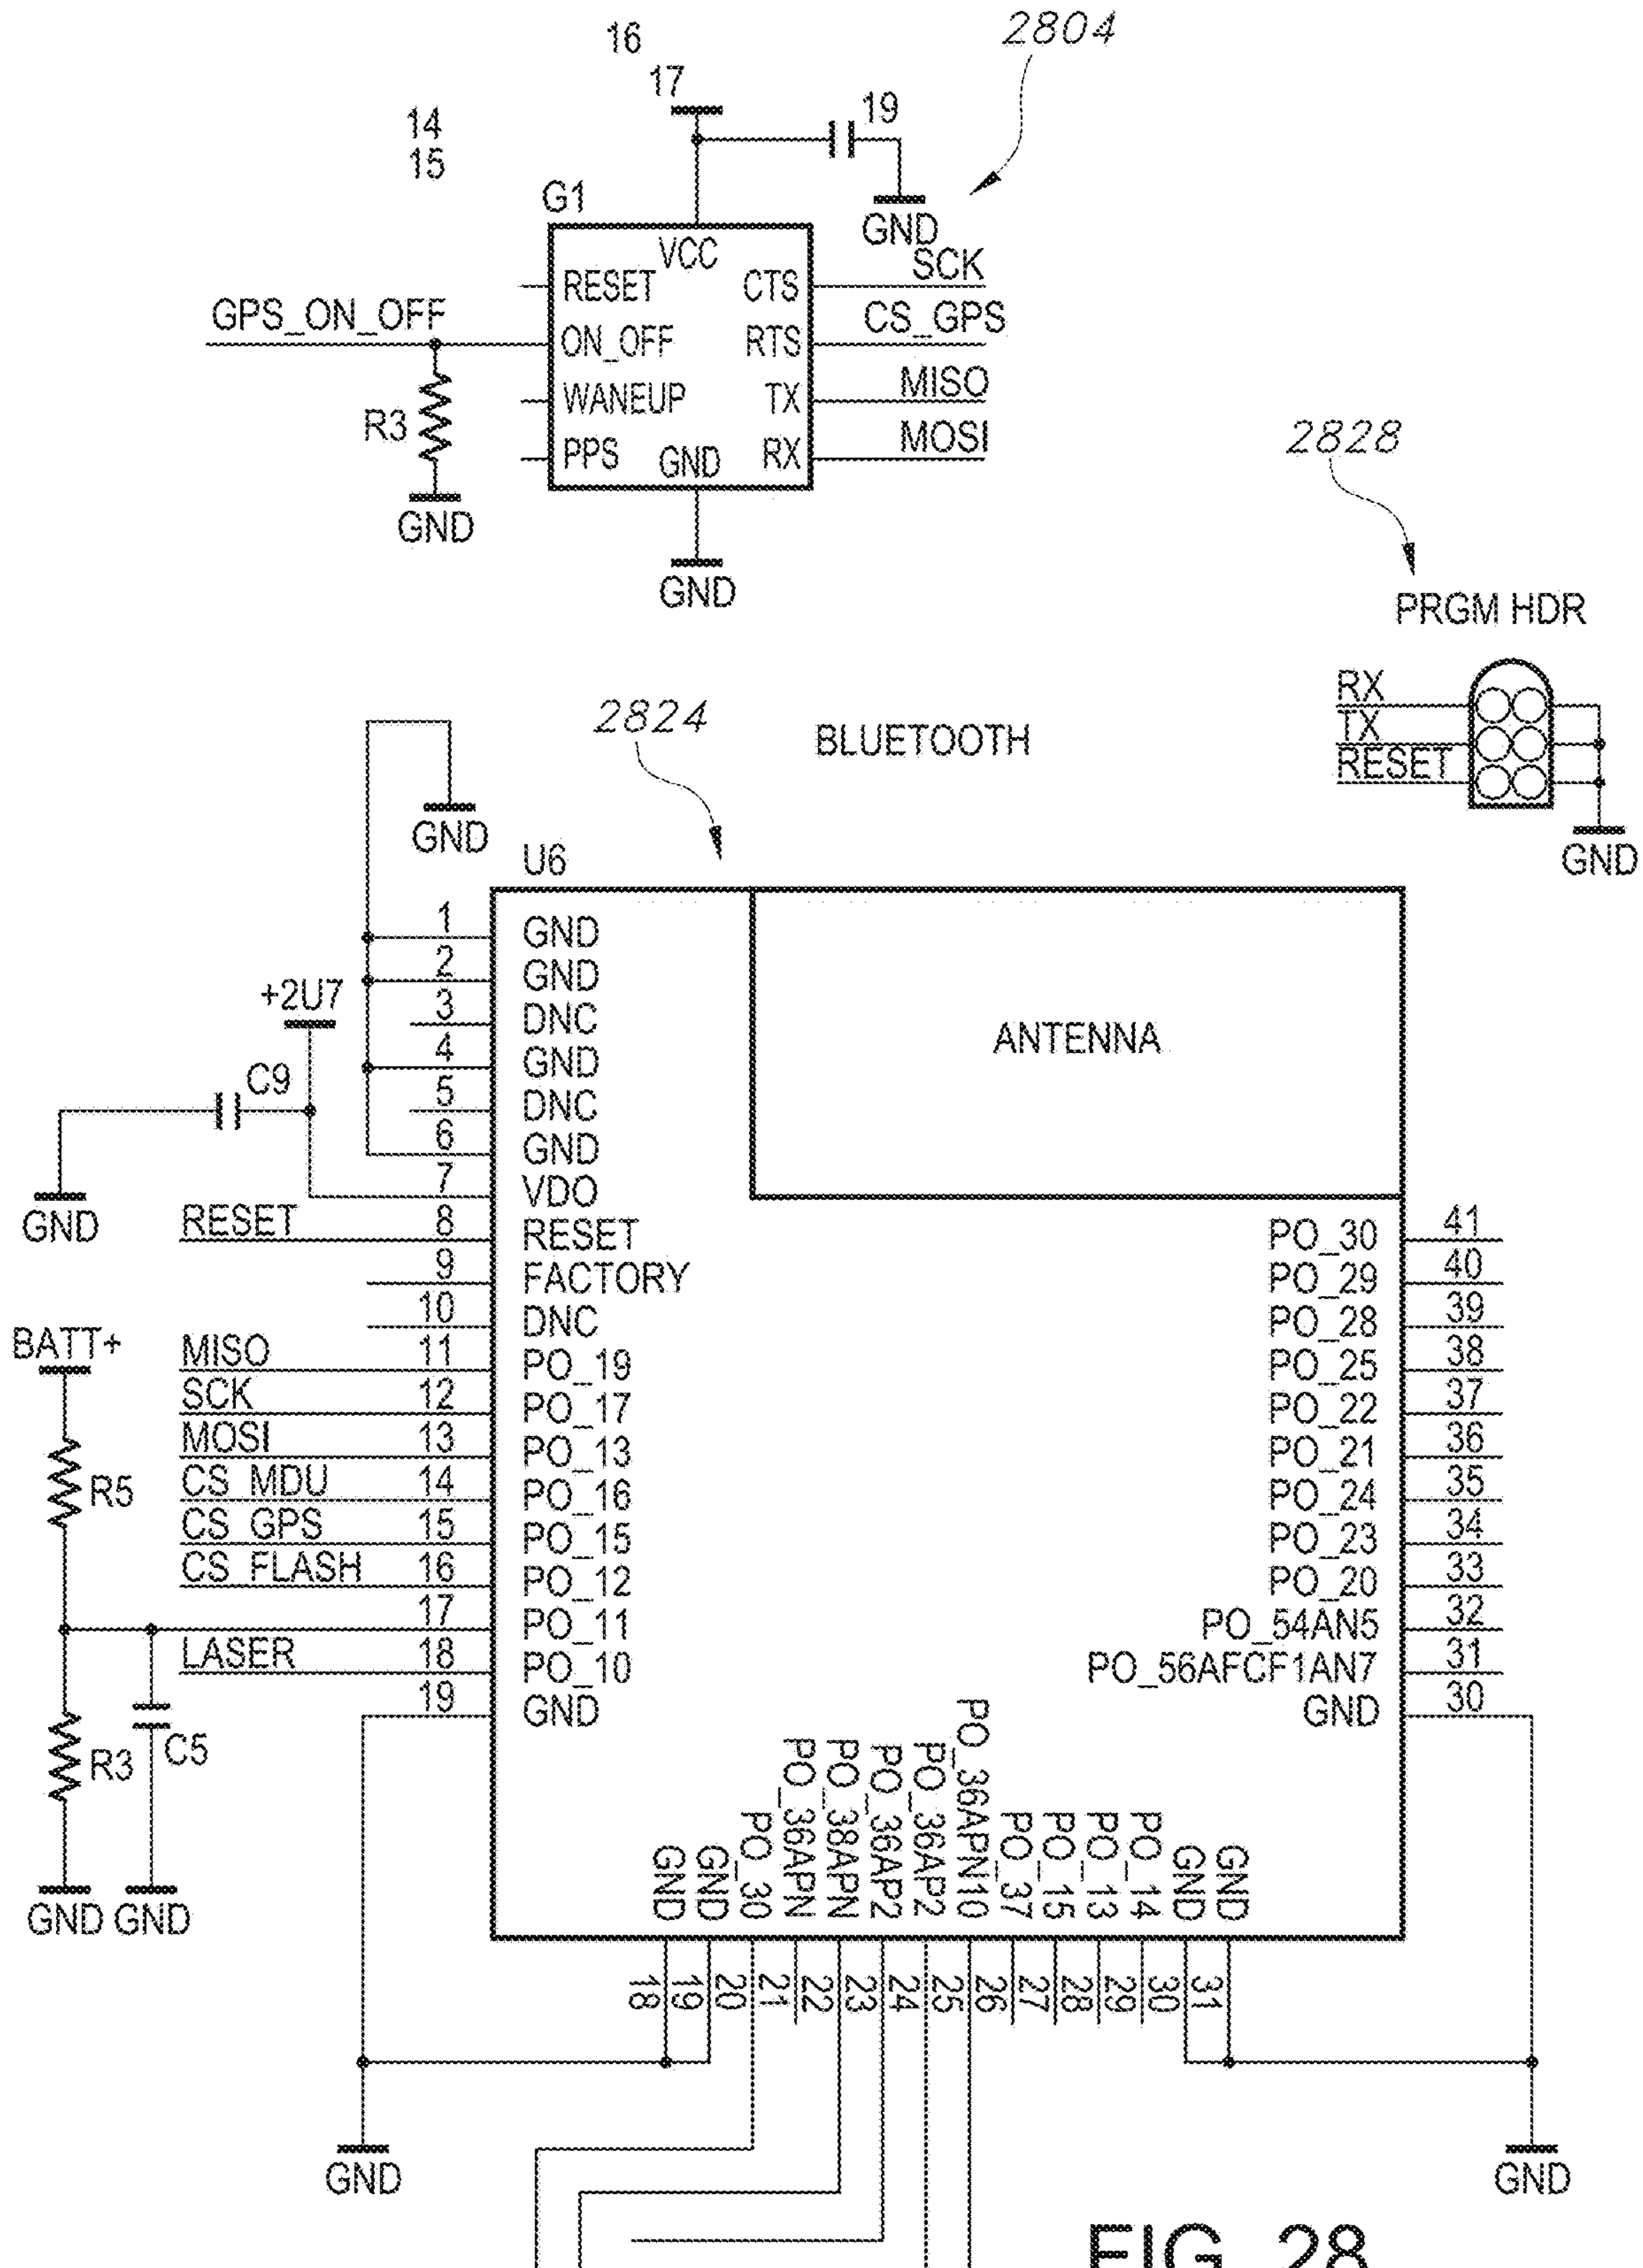 2804
16
17
19
14
15
G1
GND
VCC
RESET
CTS
SCK
GPS_ON_OFF
ON_OFF
RTS
CS_GPS
WANEUP
TX
MISO
R3
PPS
GND
RX
MOSI
GND
GND
2828
PRGM HDR
RX
TX
RESET
GND
2824
BLUETOOTH
GND
U6
ANTENNA
1 GND
2 GND
+2U7
3 DNC
4 GND
C9
5 DNC
6 GND
7 VDO
GND
RESET 8 RESET
9 FACTORY
10 DNC
BATT+
MISO 11 PO_19
SCK 12 PO_17
MOSI 13 PO_13
CS_MDU 14 PO_16
R5
CS_GPS 15 PO_15
CS_FLASH 16 PO_12
17 PO_11
LASER 18 PO_10
19 GND
R3
C5
GND
GND
PO_30 41
PO_29 40
PO_28 39
PO_25 38
PO_22 37
PO_21 36
PO_24 35
PO_23 34
PO_20 33
PO_54AN5 32
PO_56AFCF1AN7 31
GND 30
GND 18
GND 19
PO_30 20
PO_36APN 21
PO_38APN 22
PO_36AP2 23
PO_36AP2 24
PO_36APN10 25
PO_37 26
PO_15 27
PO_13 28
PO_14 29
GND 30
GND 31
GND
GND
FIG. 28